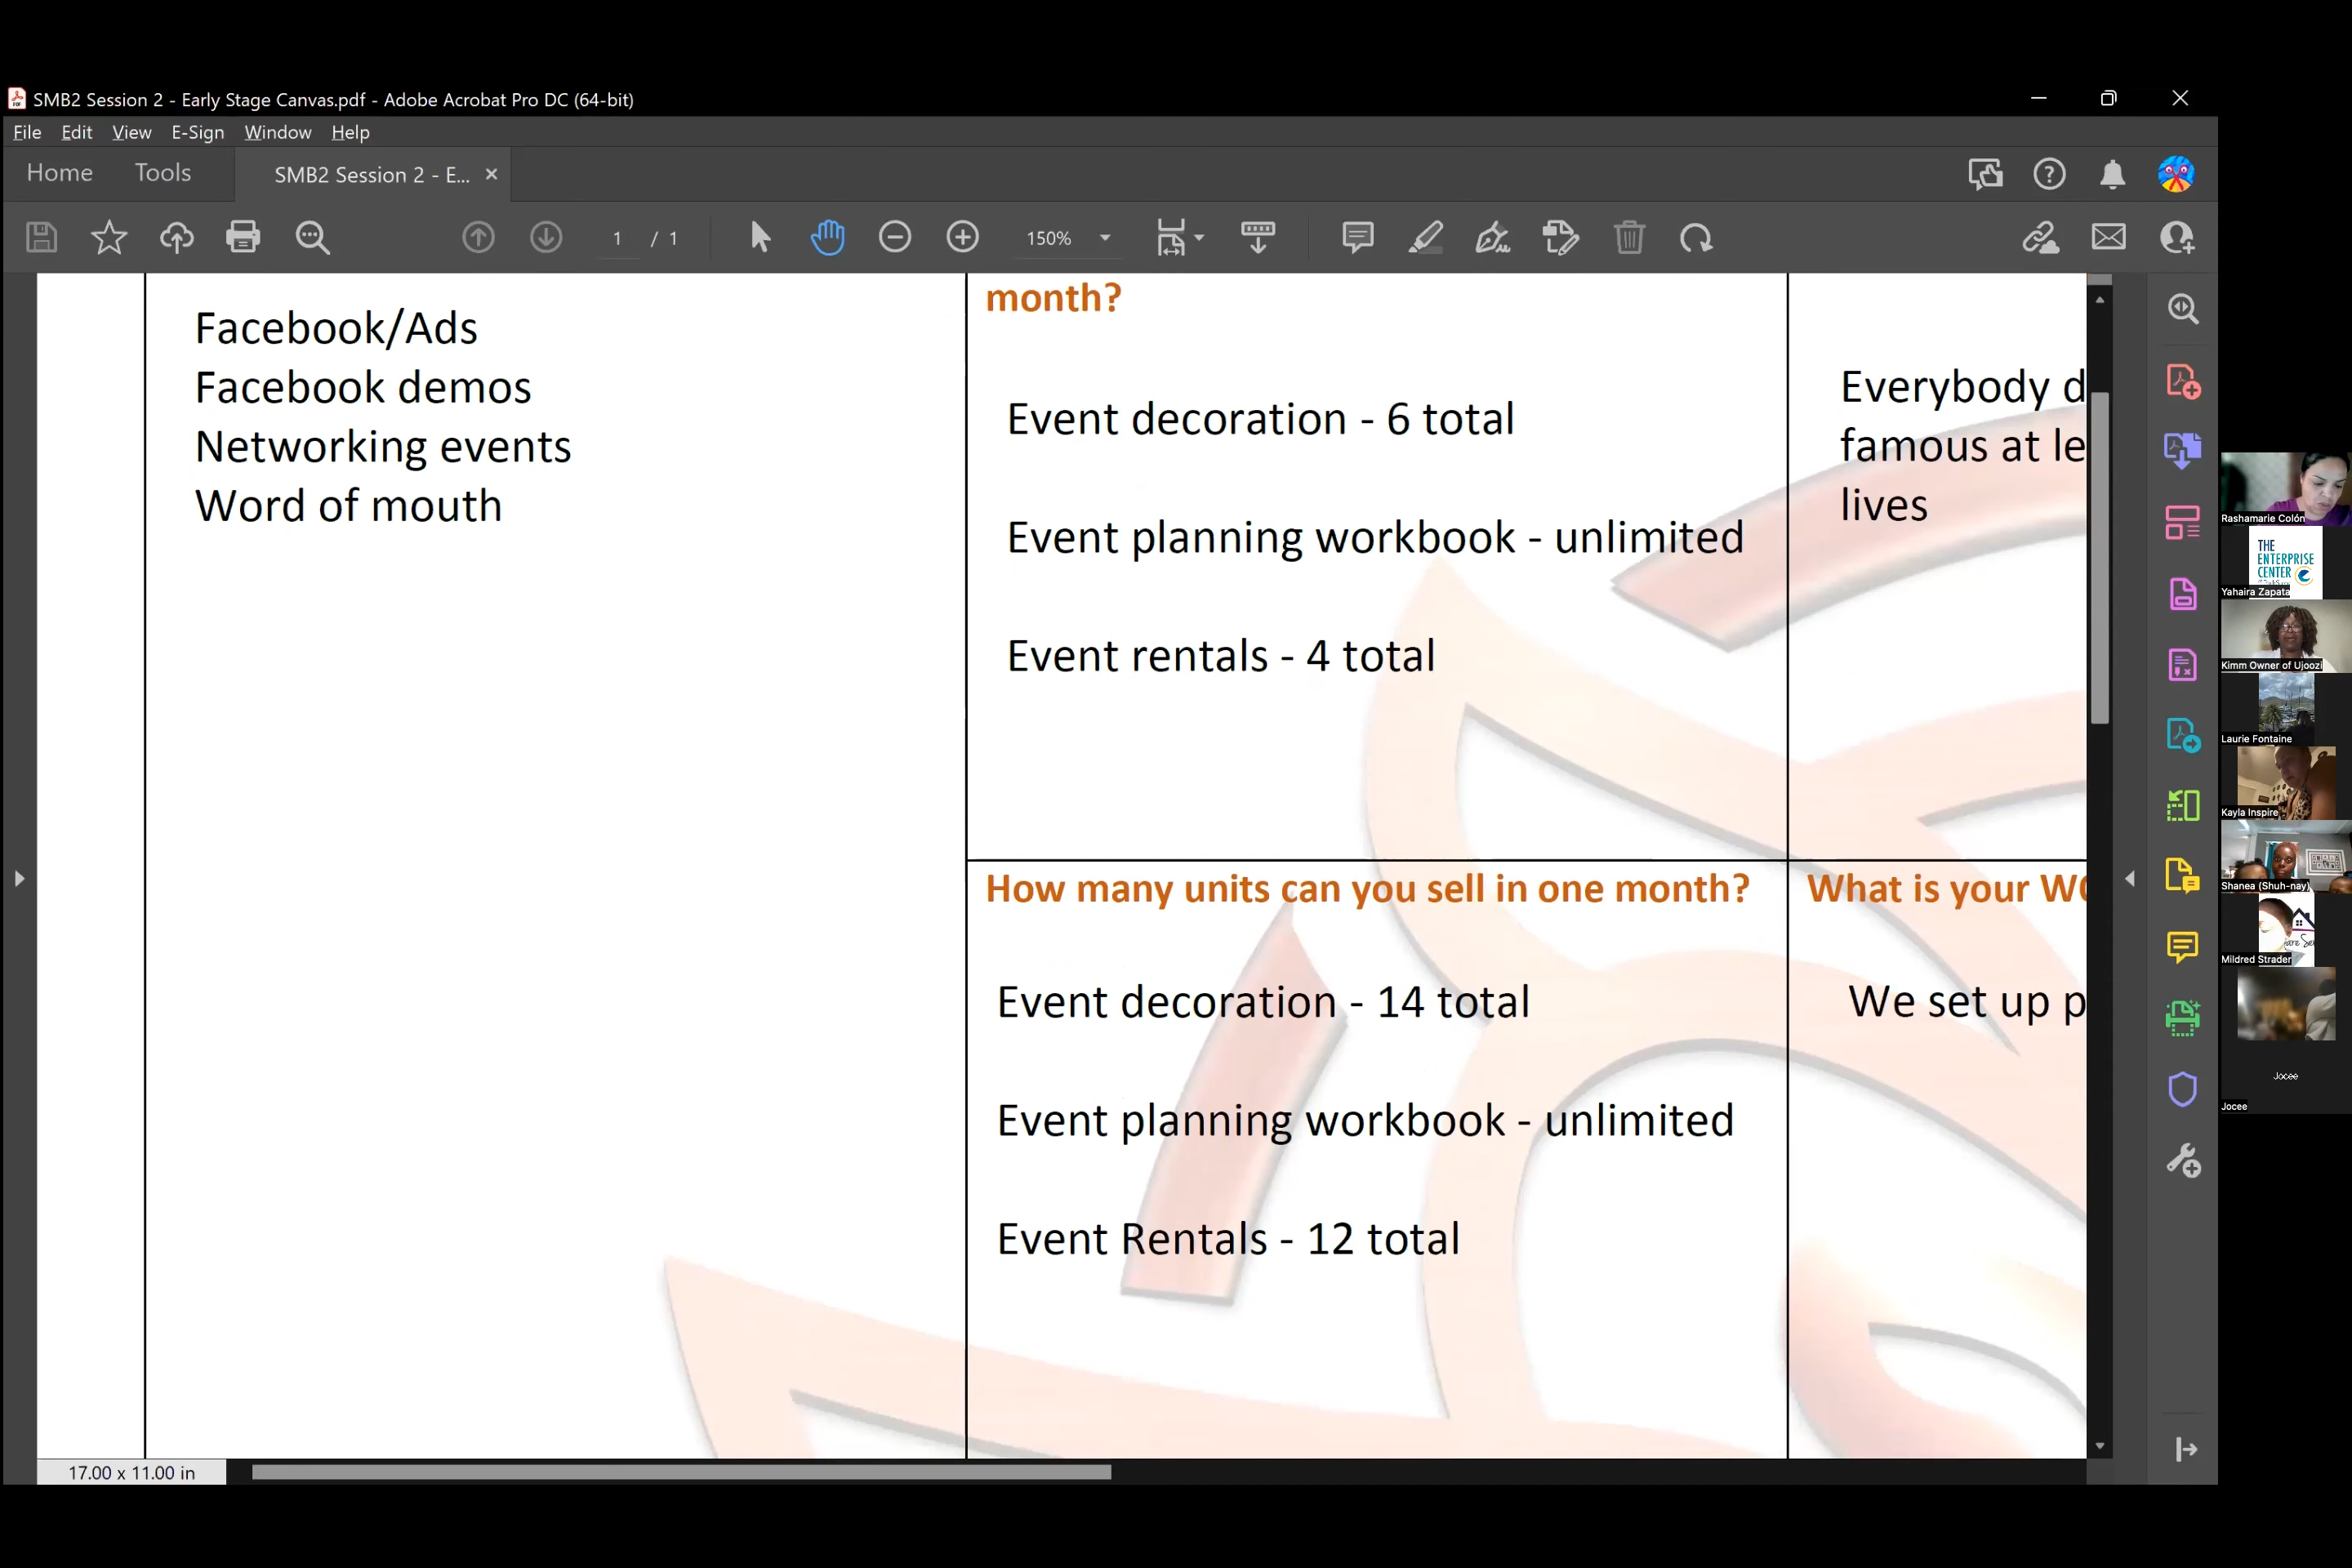 SMB2 Session 2 - Early Stage Canvas.pdf - Adobe Acrobat Pro DC (64-bit)
File Edit View E-Sign Window Help
Home Tools SMB2 Session 2 - E... ×
1 / 1 150%
Facebook/Ads
Facebook demos
Networking events
Word of mouth
month?
Event decoration - 6 total
Event planning workbook - unlimited
Event rentals - 4 total
Everybody d
famous at le
lives
How many units can you sell in one month?
Event decoration - 14 total
Event planning workbook - unlimited
Event Rentals - 12 total
What is your WO
We set up p
17.00 x 11.00 in
Rashamarie Colón
THE
ENTERPRISE
CENTER
Yahaira Zapata
Kimm Owner of Ujoozi
Laurie Fontaine
Kayla Inspire
Shanea (Shuh-nay)
Mildred Strader
Jocee
Jocee